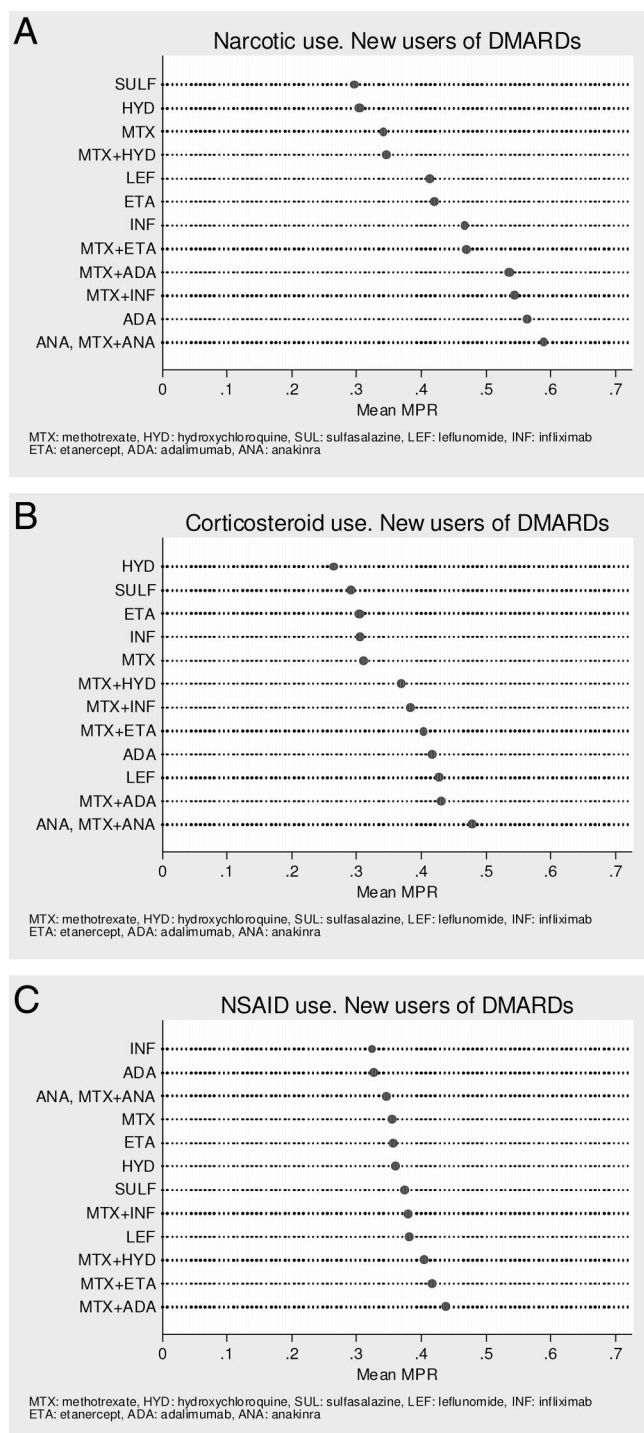 A
Narcotic use. New users of DMARDs
SULF
HYD
MTX
MTX+HYD
LEF
ETA
INF
MTX+ETA
MTX+ADA
MTX+INF
ADA
ANA, MTX+ANA
0 .1 .2 .3 .4 .5 .6 .7
Mean MPR
MTX: methotrexate, HYD: hydroxychloroquine, SUL: sulfasalazine, LEF: leflunomide, INF: infliximab
ETA: etanercept, ADA: adalimumab, ANA: anakinra
B
Corticosteroid use. New users of DMARDs
HYD
SULF
ETA
INF
MTX
MTX+HYD
MTX+INF
MTX+ETA
ADA
LEF
MTX+ADA
ANA, MTX+ANA
0 .1 .2 .3 .4 .5 .6 .7
Mean MPR
MTX: methotrexate, HYD: hydroxychloroquine, SUL: sulfasalazine, LEF: leflunomide, INF: infliximab
ETA: etanercept, ADA: adalimumab, ANA: anakinra
C
NSAID use. New users of DMARDs
INF
ADA
ANA, MTX+ANA
MTX
ETA
HYD
SULF
MTX+INF
LEF
MTX+HYD
MTX+ETA
MTX+ADA
0 .1 .2 .3 .4 .5 .6 .7
Mean MPR
MTX: methotrexate, HYD: hydroxychloroquine, SUL: sulfasalazine, LEF: leflunomide, INF: infliximab
ETA: etanercept, ADA: adalimumab, ANA: anakinra